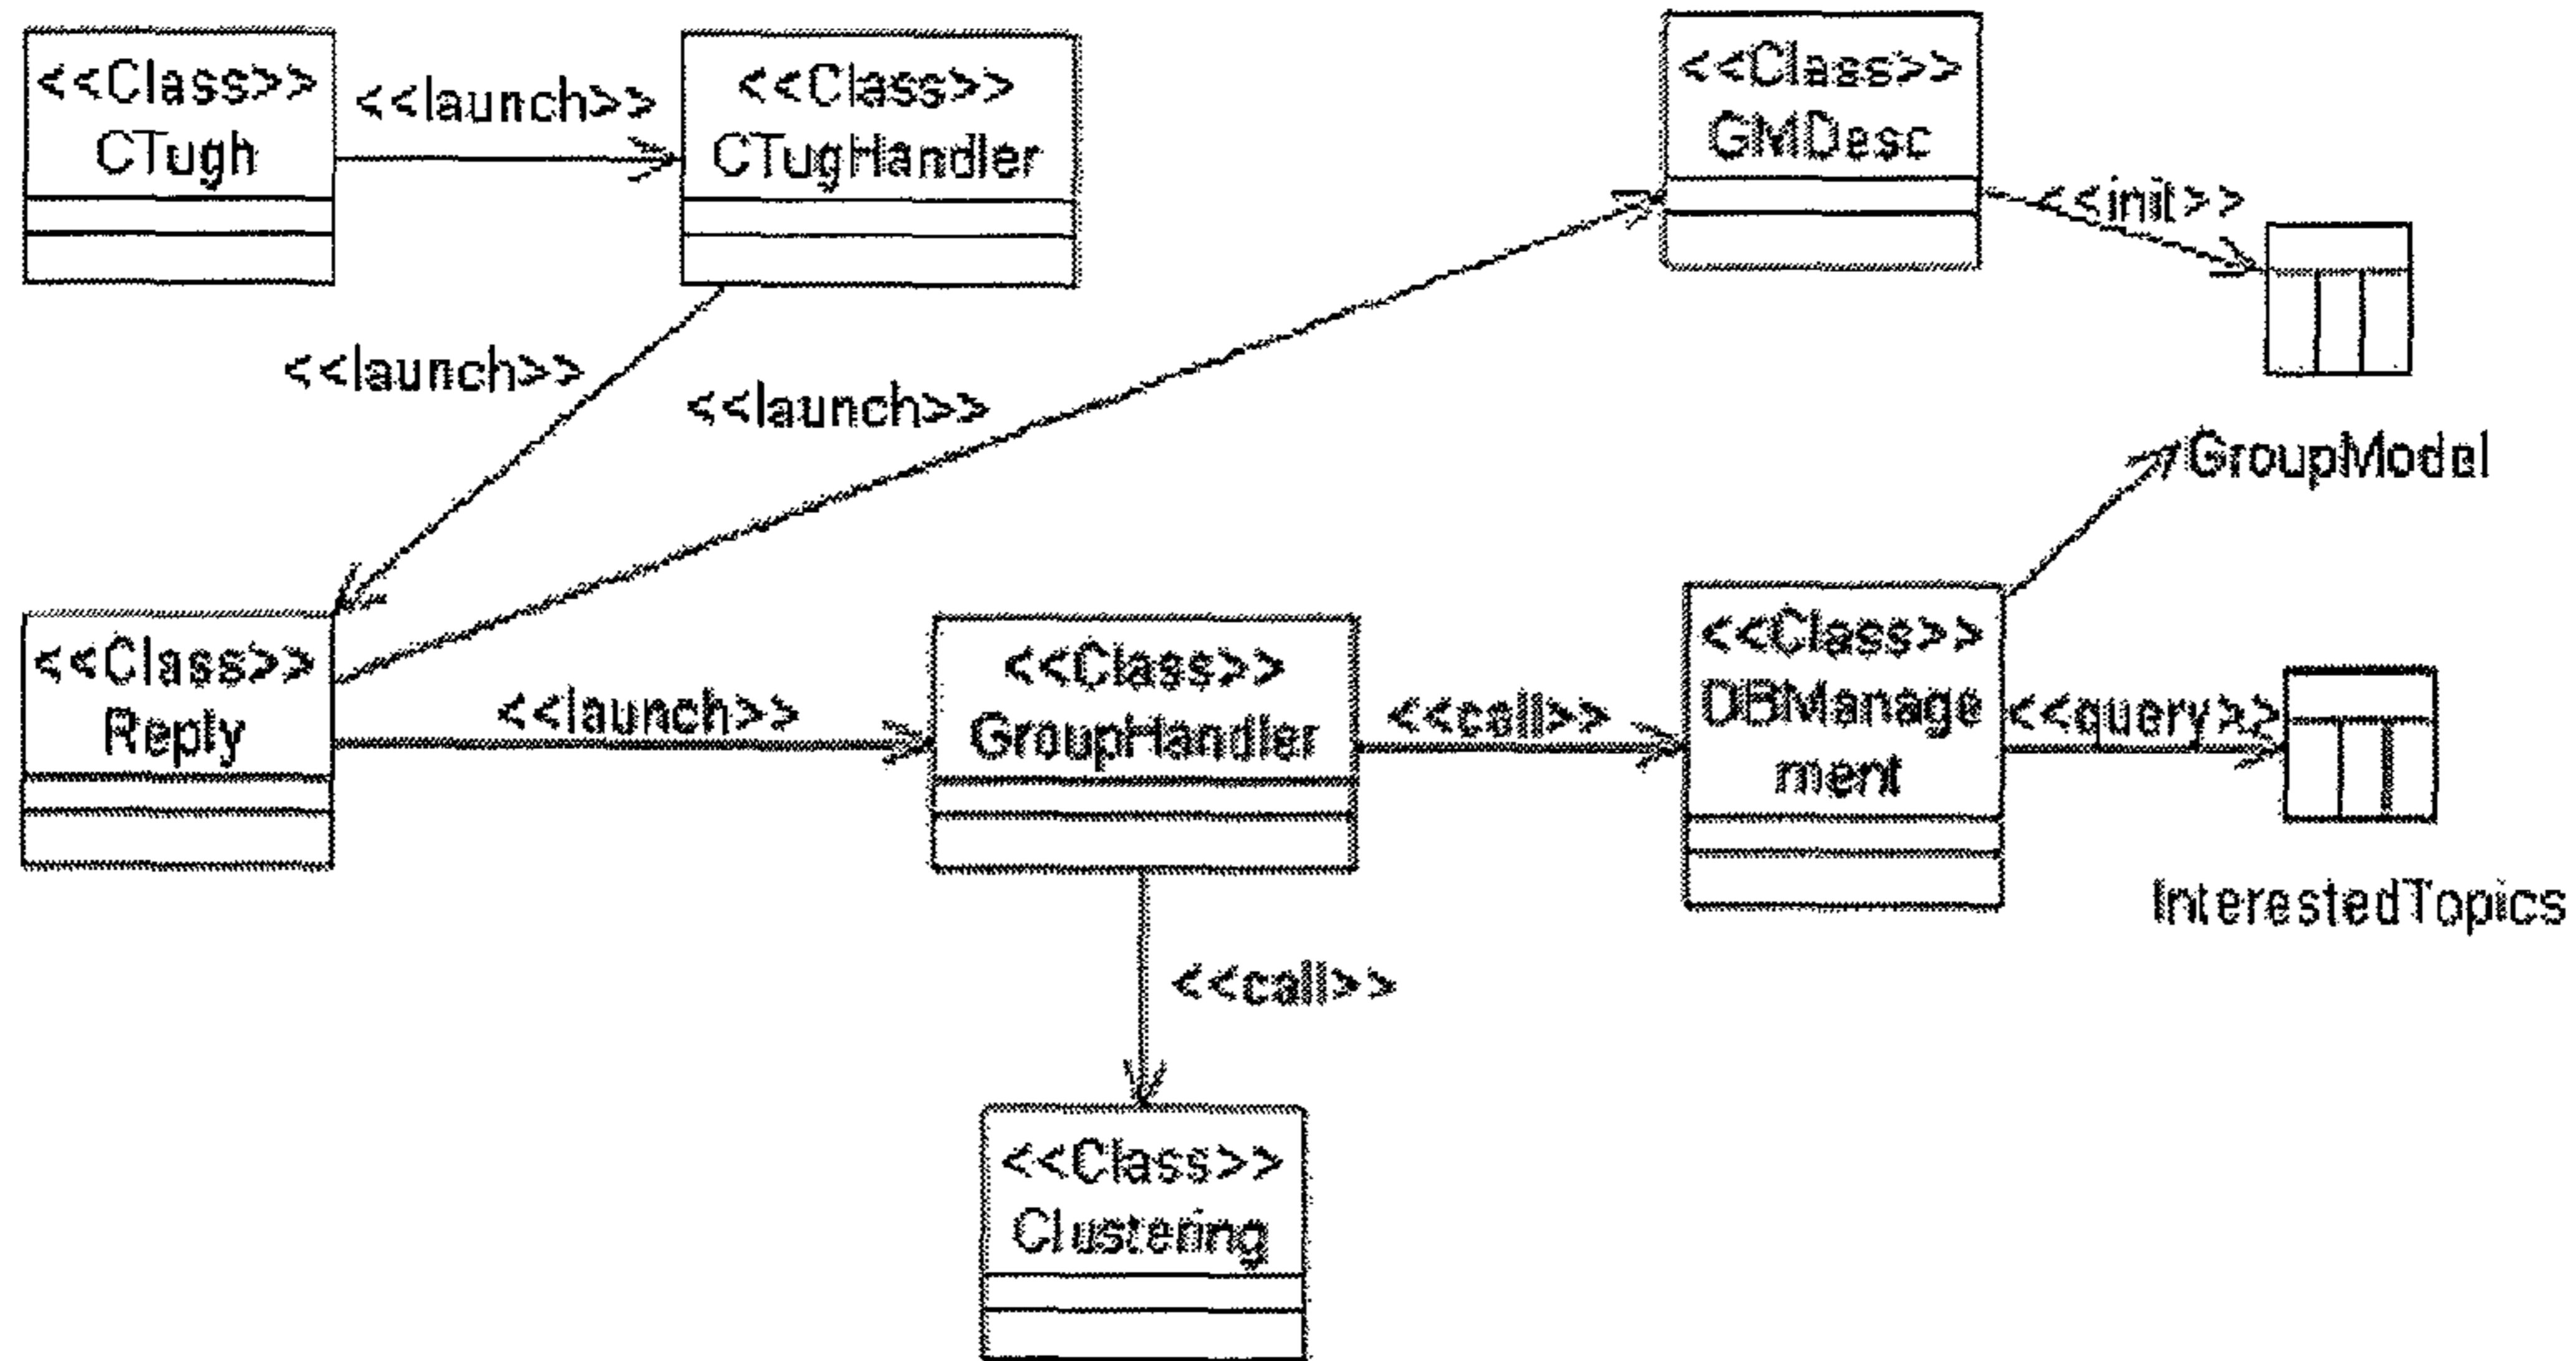 <<Class>>
CTugh
<<launch>>
<<Class>>
CTugHandler
<<Class>>
GMDesc
<<init>>
<<launch>>
<<launch>>
GroupModel
<<Class>>
Reply
<<launch>>
<<Class>>
GroupHandler
<<call>>
<<Class>>
DBManage
ment
<<query>>
InterestedTopics
<<call>>
<<Class>>
Clustering